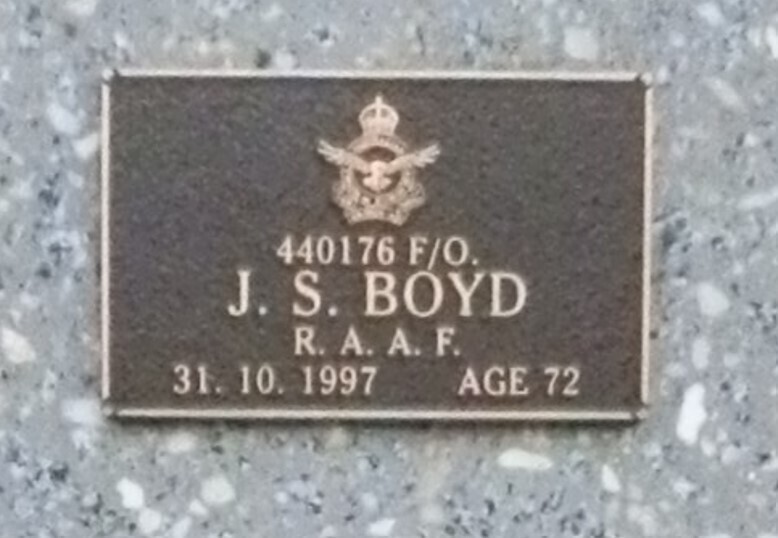 440176 F/O.
J. S. BOYD
R. A. A. F.
31. 10. 1997 AGE 72